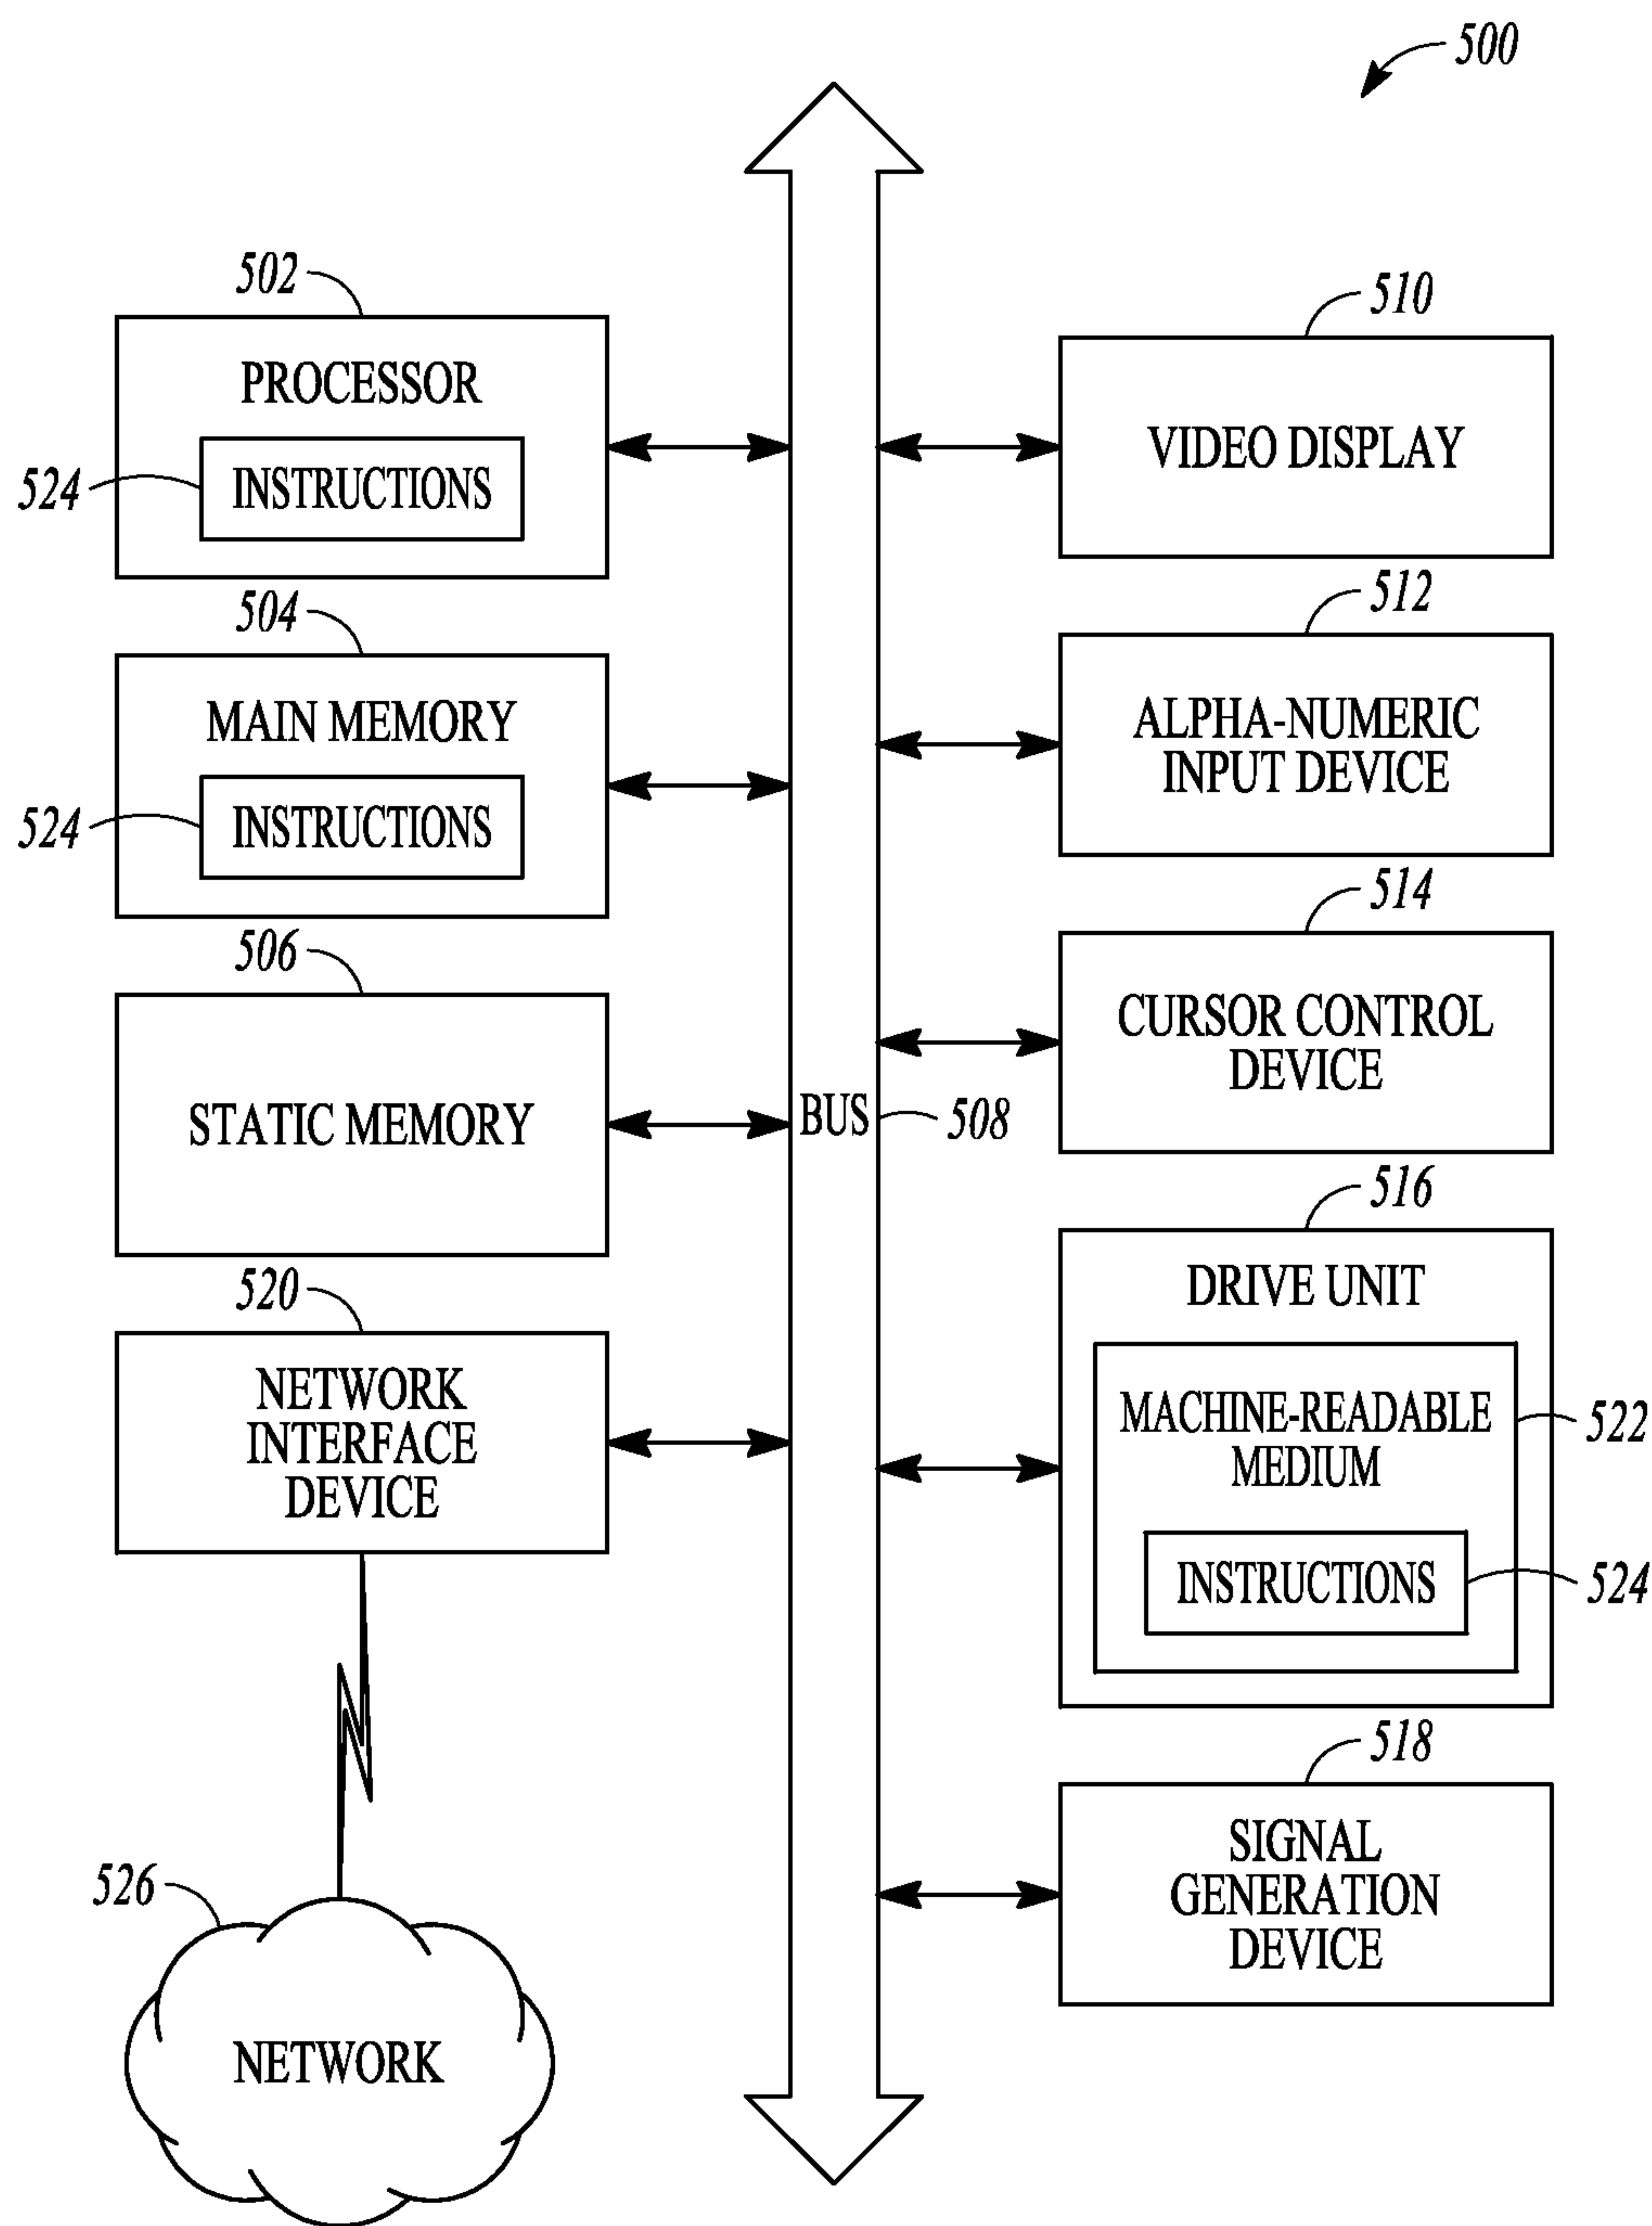 500
502
PROCESSOR
524
INSTRUCTIONS
504
MAIN MEMORY
524
INSTRUCTIONS
506
STATIC MEMORY
520
NETWORK
INTERFACE
DEVICE
526
NETWORK
BUS
508
510
VIDEO DISPLAY
512
ALPHA-NUMERIC
INPUT DEVICE
514
CURSOR CONTROL
DEVICE
516
DRIVE UNIT
MACHINE-READABLE
MEDIUM
522
INSTRUCTIONS
524
518
SIGNAL
GENERATION
DEVICE